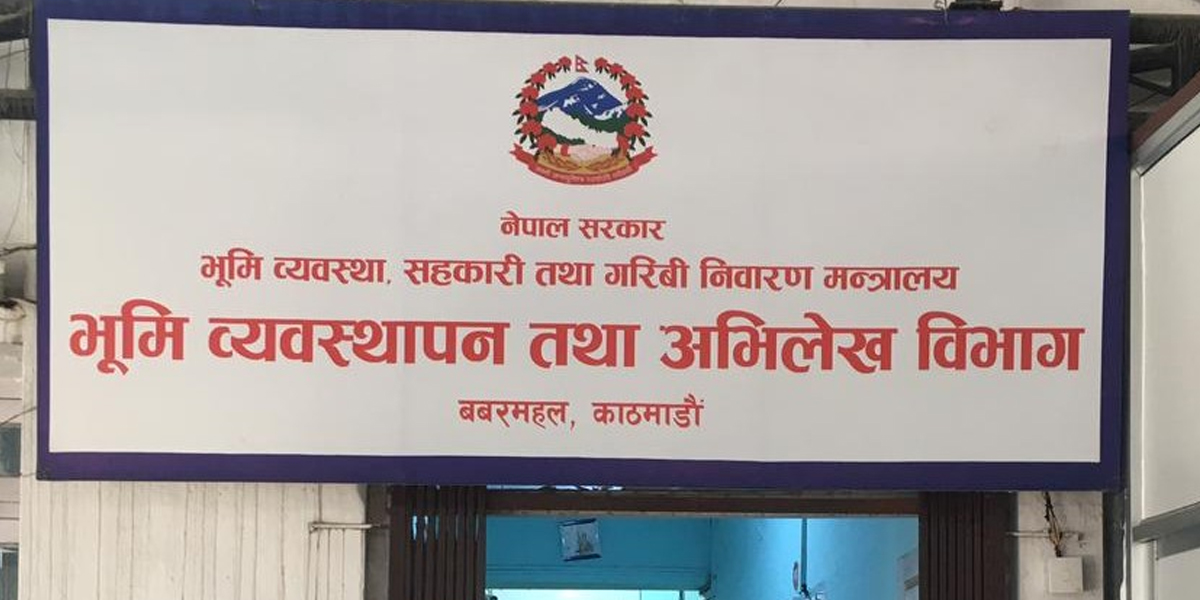 नेपाल सरकार
भूमि व्यवस्था, सहकारी तथा गरिबी निवारण मन्त्रालय
भूमि व्यवस्थापन तथा अभिलेख विभाग
बबरमहल, काठमाडौं